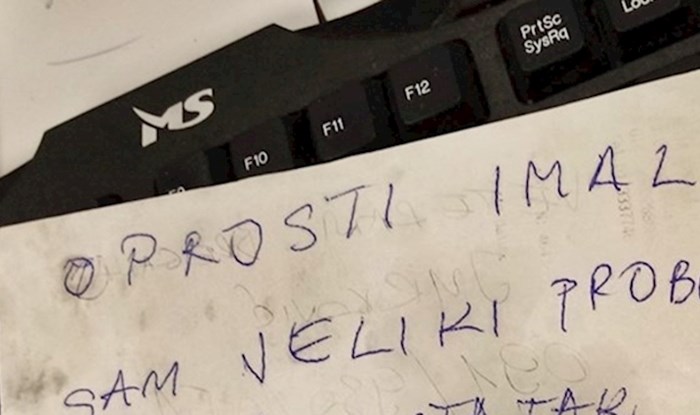 MS
PrtSc
SysRq
F12
F11
F10
OPROSTI IMAL
SAM VELIKI PROB